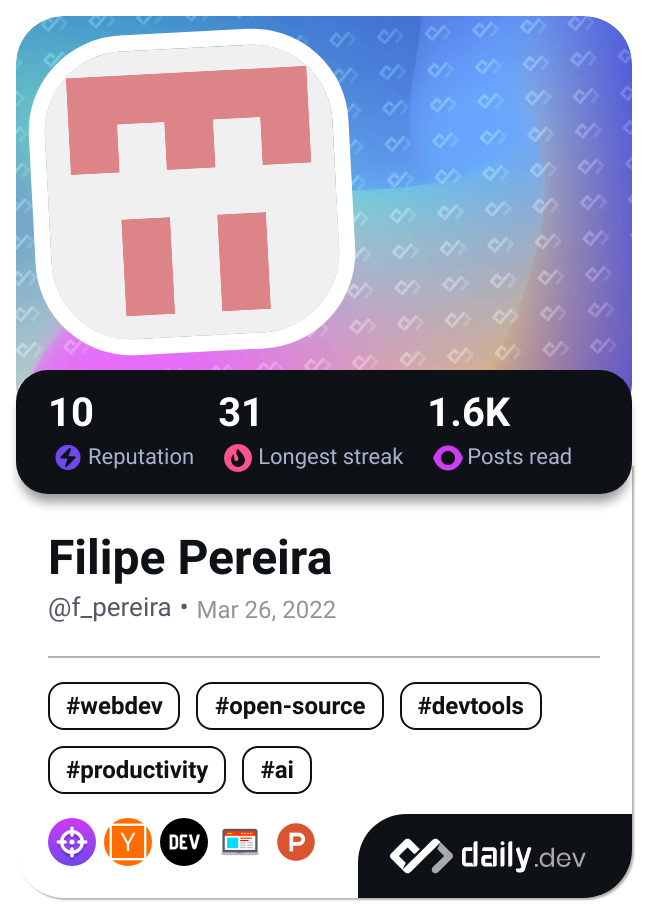 10 31 1.6K
Reputation Longest streak Posts read
Filipe Pereira
@f_pereira • Mar 26, 2022
#webdev #open-source #devtools
#productivity #ai
Y DEV P
daily.dev